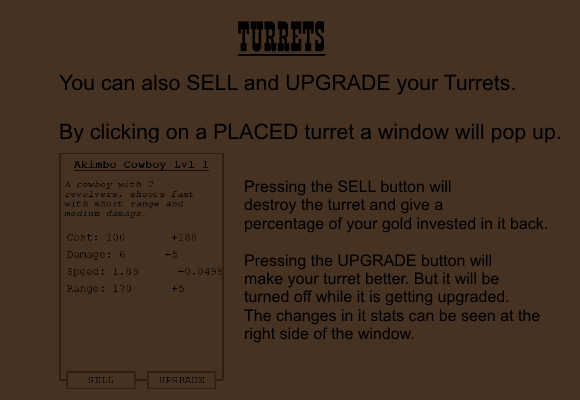 TURRETS
You can also SELL and UPGRADE your Turrets.
By clicking on a PLACED turret a window will pop up.
Akimbo Cowboy Lvl 1
A cowboy with 2
revolvers, shoots fast
with short range and
medium damage.
Cost: 100 +180
Damage: 6 +5
Speed: 1.85 +0.0499
Range: 170 +5
SELL UPGRADE
Pressing the SELL button will
destroy the turret and give a
percentage of your gold invested in it back.
Pressing the UPGRADE button will
make your turret better. But it will be
turned off while it is getting upgraded.
The changes in it stats can be seen at the
right side of the window.